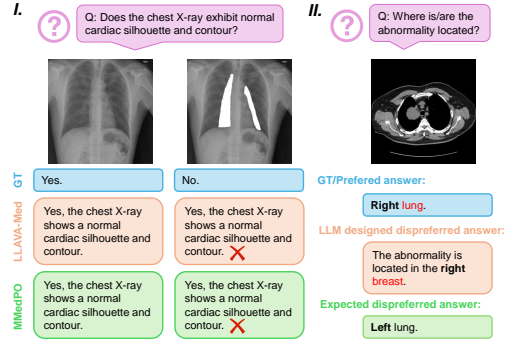 I.
?
Q: Does the chest X-ray exhibit normal
cardiac silhouette and contour?
GT
Yes.
No.
LLAVA-Med
Yes, the chest X-ray
shows a normal
cardiac silhouette and
contour.
Yes, the chest X-ray
shows a normal
cardiac silhouette and
contour.
MMedPO
Yes, the chest X-ray
shows a normal
cardiac silhouette and
contour.
Yes, the chest X-ray
shows a normal
cardiac silhouette and
contour.
II.
?
Q: Where is/are the
abnormality located?
GT/Prefered answer:
Right lung.
LLM designed dispreferred answer:
The abnormality is
located in the right
breast.
Expected dispreferred answer:
Left lung.